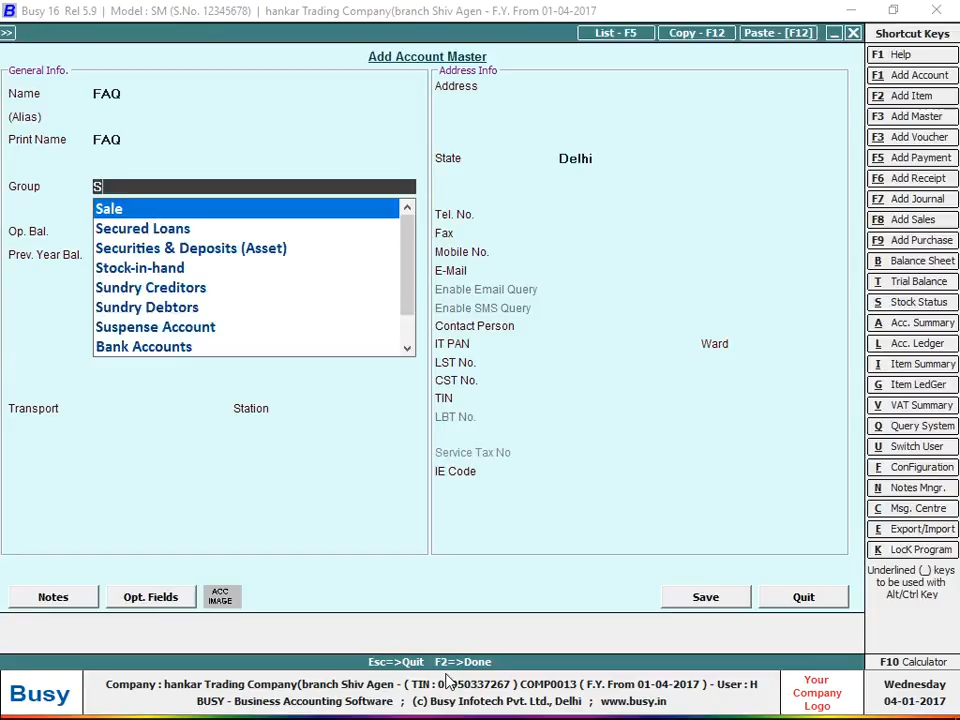 Busy 16 Rel 5.9 | Model : SM (S.No. 12345678) | hankar Trading Company(branch Shiv Agen - F.Y. From 01-04-2017
>> List - F5 Copy - F12 Paste - [F12]
Add Account Master
General Info.
Name FAQ
(Alias)
Print Name FAQ
Group S
Sale
Secured Loans
Securities & Deposits (Asset)
Stock-in-hand
Sundry Creditors
Sundry Debtors
Suspense Account
Bank Accounts
Op. Bal.
Prev. Year Bal.
Transport Station
Address Info
Address
State Delhi
Tel. No.
Fax
Mobile No.
E-Mail
Enable Email Query
Enable SMS Query
Contact Person
IT PAN Ward
LST No.
CST No.
TIN
LBT No.
Service Tax No
IE Code
Notes Opt. Fields ACC IMAGE Save Quit
Esc=>Quit F2=>Done
Busy
Company : hankar Trading Company(branch Shiv Agen - ( TIN : 950337267 ) COMP0013 ( F.Y. From 01-04-2017 ) - User : H
BUSY - Business Accounting Software ; (c) Busy Infotech Pvt. Ltd., Delhi ; www.busy.in
Your
Company
Logo
Shortcut Keys
F1 Help
F1 Add Account
F2 Add Item
F3 Add Master
F3 Add Voucher
F5 Add Payment
F6 Add Receipt
F7 Add Journal
F8 Add Sales
F9 Add Purchase
B Balance Sheet
T Trial Balance
S Stock Status
A Acc. Summary
L Acc. Ledger
I Item Summary
G Item LedGer
V VAT Summary
Q Query System
U Switch User
F ConFiguration
N Notes Mngr.
C Msg. Centre
E Export/Import
K LocK Program
Underlined (_) keys
to be used with
Alt/Ctrl Key
F10 Calculator
Wednesday
04-01-2017